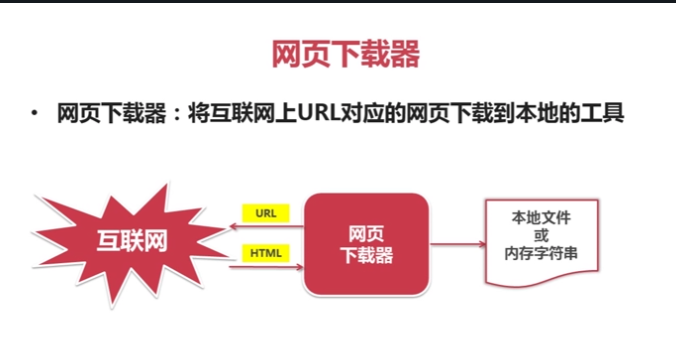 网页下载器
• 网页下载器：将互联网上URL对应的网页下载到本地的工具
互联网
URL
HTML
网页
下载器
本地文件
或
内存字符串